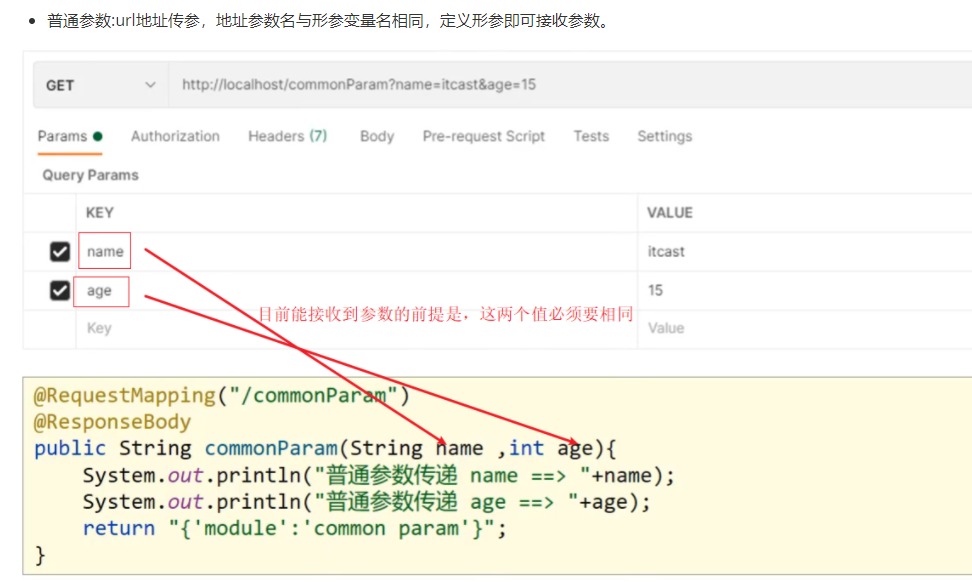 普通参数:url地址传参，地址参数名与形参变量名相同，定义形参即可接收参数。
GET http://localhost/commonParam?name=itcast&age=15
Params Authorization Headers (7) Body Pre-request Script Tests Settings
Query Params
KEY VALUE
name itcast
age 15
目前能接收到参数的前提是，这两个值必须要相同
Key Value
@RequestMapping("/commonParam")
@ResponseBody
public String commonParam(String name ,int age){
System.out.println("普通参数传递 name ==> "+name);
System.out.println("普通参数传递 age ==> "+age);
return "{'module':'common param'}";
}